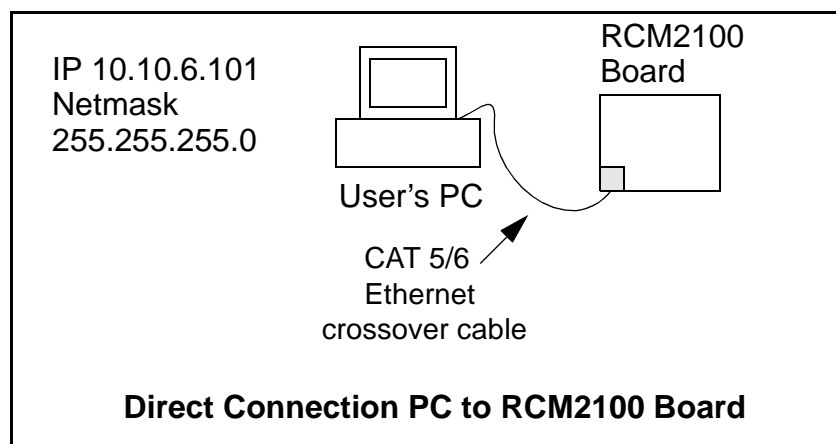 IP 10.10.6.101
Netmask
255.255.255.0
RCM2100
Board
User’s PC
CAT 5/6
Ethernet
crossover cable
Direct Connection PC to RCM2100 Board